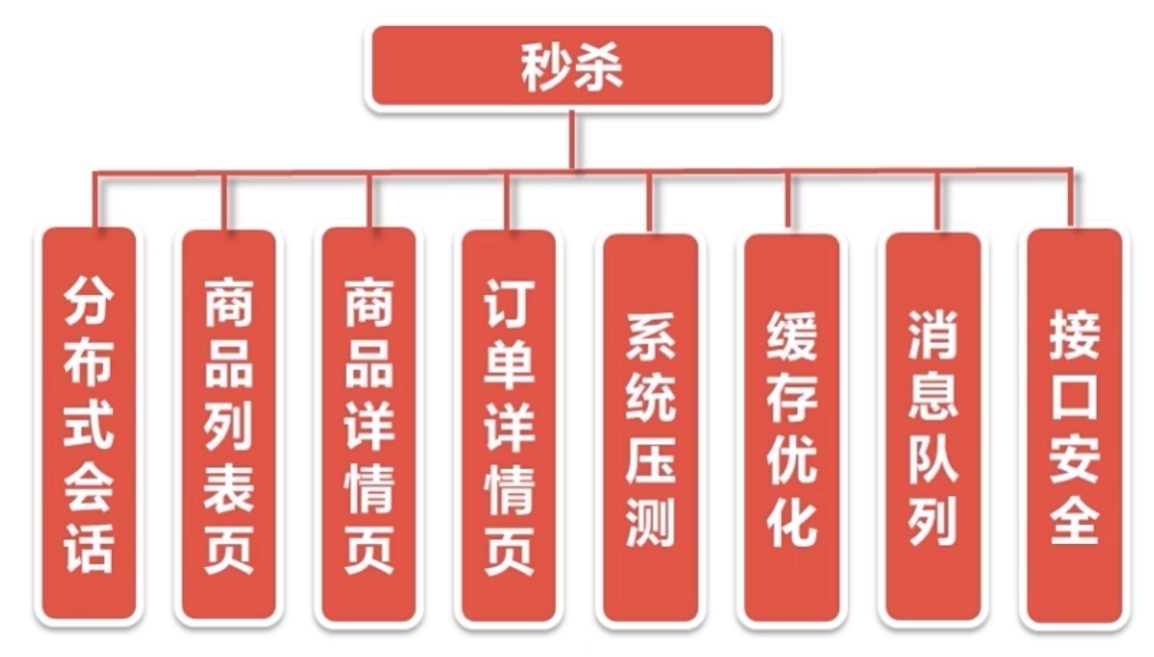 秒杀
分布式会话
商品列表页
商品详情页
订单详情页
系统压测
缓存优化
消息队列
接口安全